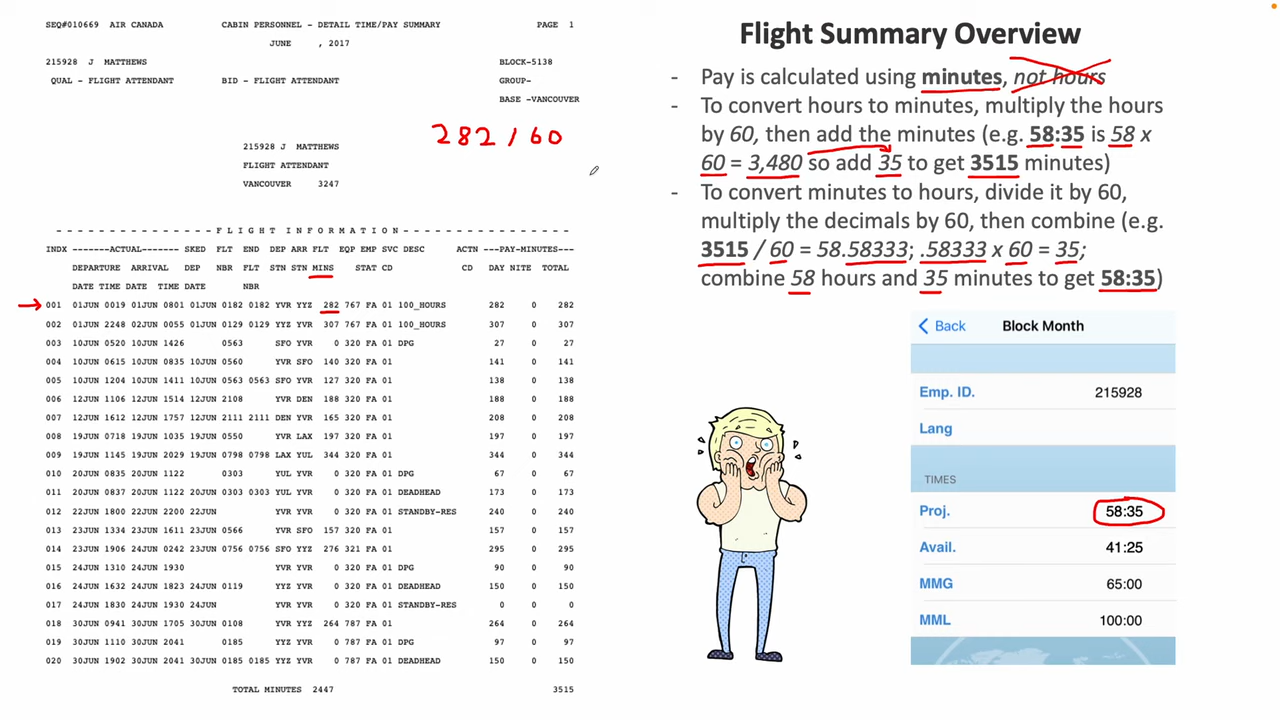 SEQ#010669 AIR CANADA CABIN PERSONNEL - DETAIL TIME/PAY SUMMARY PAGE 1
JUNE , 2017
215928 J MATTHEWS BLOCK-5138
QUAL - FLIGHT ATTENDANT BID - FLIGHT ATTENDANT GROUP-
BASE -VANCOUVER
282 / 60
215928 J MATTHEWS
FLIGHT ATTENDANT
VANCOUVER 3247
- - - - - - - - - - - - - - - F L I G H T I N F O R M A T I O N - - - - - - - - - - - - - - - -
INDX -------ACTUAL------- SKED FLT END DEP ARR FLT EQP EMP SVC DESC ACTN ---PAY-MINUTES
DEPARTURE ARRIVAL DEP NBR FLT STN STN MINS STAT CD CD DAY NITE TOTAL
DATE TIME DATE TIME DATE NBR
001 01JUN 0019 01JUN 0801 01JUN 0182 0182 YVR YYZ 282 767 FA 01 100_HOURS 282 0 282
002 01JUN 2248 02JUN 0055 01JUN 0129 0129 YYZ YVR 307 767 FA 01 100_HOURS 307 0 307
003 10JUN 0520 10JUN 1426 0563 SFO YVR 0 320 FA 01 DPG 27 0 27
004 10JUN 0615 10JUN 0835 10JUN 0560 YVR SFO 140 320 FA 01 141 0 141
005 10JUN 1204 10JUN 1411 10JUN 0563 0563 SFO YVR 127 320 FA 01 138 0 138
006 12JUN 1106 12JUN 1514 12JUN 2108 YVR DEN 188 320 FA 01 188 0 188
007 12JUN 1612 12JUN 1757 12JUN 2111 2111 DEN YVR 165 320 FA 01 208 0 208
008 19JUN 0718 19JUN 1035 19JUN 0550 YVR LAX 197 320 FA 01 197 0 197
009 19JUN 1145 19JUN 2029 19JUN 0798 0798 LAX YUL 344 320 FA 01 344 0 344
010 20JUN 0835 20JUN 1122 0303 YUL YVR 0 320 FA 01 DPG 67 0 67
011 20JUN 0837 20JUN 1122 20JUN 0303 0303 YUL YVR 0 320 FA 01 DEADHEAD 173 0 173
012 22JUN 1800 22JUN 2200 22JUN YVR YVR 0 320 FA 01 STANDBY-RES 240 0 240
013 23JUN 1334 23JUN 1611 23JUN 0566 YVR SFO 157 320 FA 01 157 0 157
014 23JUN 1906 24JUN 0242 23JUN 0756 0756 SFO YYZ 276 321 FA 01 295 0 295
015 24JUN 1310 24JUN 1930 YYZ YVR 0 320 FA 01 DPG 90 0 90
016 24JUN 1632 24JUN 1823 24JUN 0119 YYZ YVR 0 320 FA 01 DEADHEAD 150 0 150
017 24JUN 1830 24JUN 1930 24JUN YVR YVR 0 320 FA 01 STANDBY-RES 0 0 0
018 30JUN 0941 30JUN 1705 30JUN 0108 YVR YYZ 264 787 FA 01 264 0 264
019 30JUN 1110 30JUN 2041 0185 YYZ YVR 0 787 FA 01 DPG 97 0 97
020 30JUN 1902 30JUN 2041 30JUN 0185 0185 YYZ YVR 0 787 FA 01 DEADHEAD 150 0 150
TOTAL MINUTES 2447 3515
Flight Summary Overview
- Pay is calculated using minutes, not hours
- To convert hours to minutes, multiply the hours
by 60, then add the minutes (e.g. 58:35 is 58 x
60 = 3,480 so add 35 to get 3515 minutes)
- To convert minutes to hours, divide it by 60,
multiply the decimals by 60, then combine (e.g.
3515 / 60 = 58.58333; .58333 x 60 = 35;
combine 58 hours and 35 minutes to get 58:35)
Back Block Month
Emp. ID. 215928
Lang
TIMES
Proj. 58:35
Avail. 41:25
MMG 65:00
MML 100:00